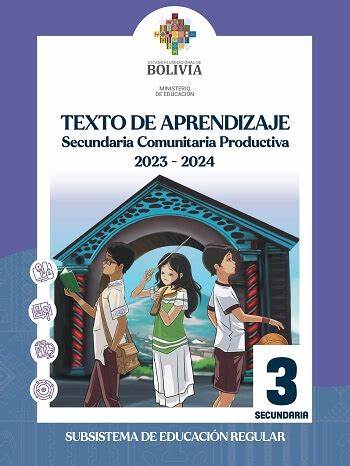 ESTADO PLURINACIONAL DE
BOLIVIA
MINISTERIO
DE EDUCACIÓN
TEXTO DE APRENDIZAJE
Secundaria Comunitaria Productiva
2023 - 2024
3
SECUNDARIA
SUBSISTEMA DE EDUCACIÓN REGULAR